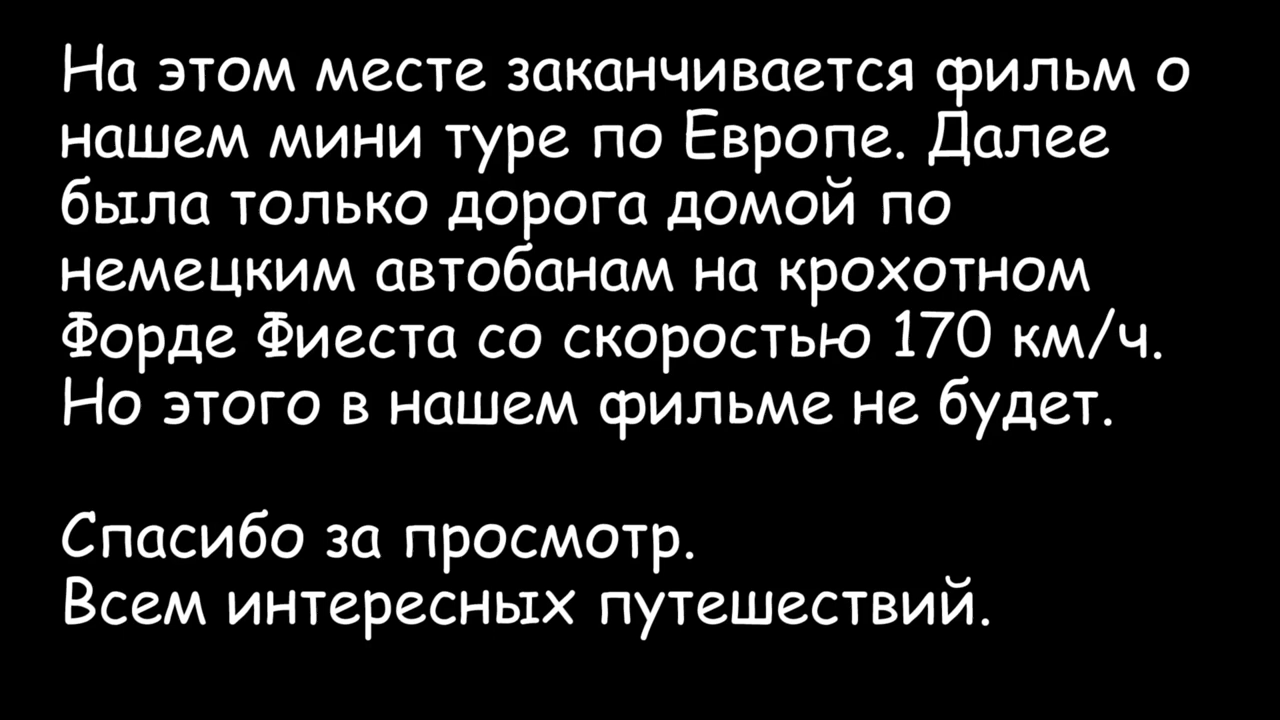 На этом месте заканчивается фильм о
нашем мини туре по Европе. Далее
была только дорога домой по
немецким автобанам на крохотном
Форде Фиеста со скоростью 170 км/ч.
Но этого в нашем фильме не будет.
Спасибо за просмотр.
Всем интересных путешествий.